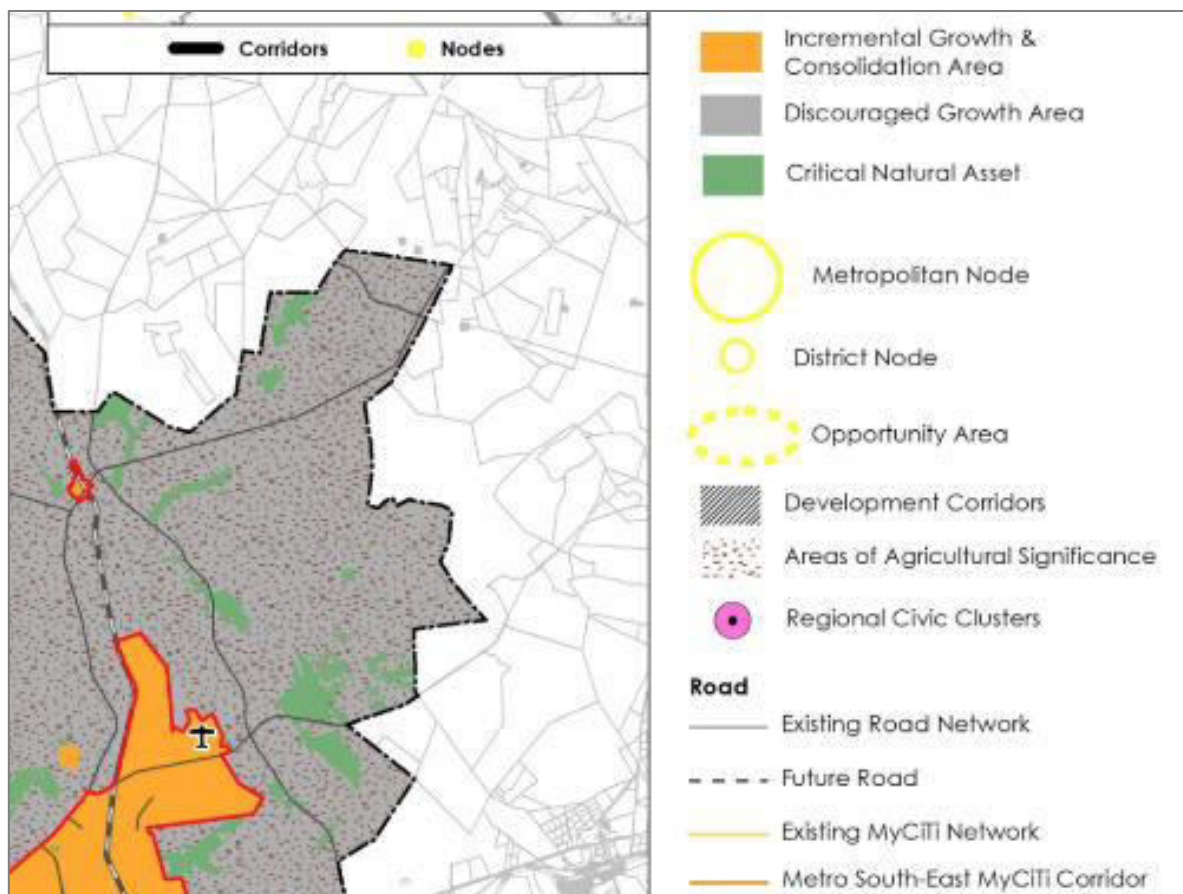 Corridors
Nodes
Incremental Growth &
Consolidation Area
Discouraged Growth Area
Critical Natural Asset
Metropolitan Node
District Node
Opportunity Area
Development Corridors
Areas of Agricultural Significance
Regional Civic Clusters
Road
Existing Road Network
Future Road
Existing MyCiTi Network
Metro South-East MyCiTi Corridor